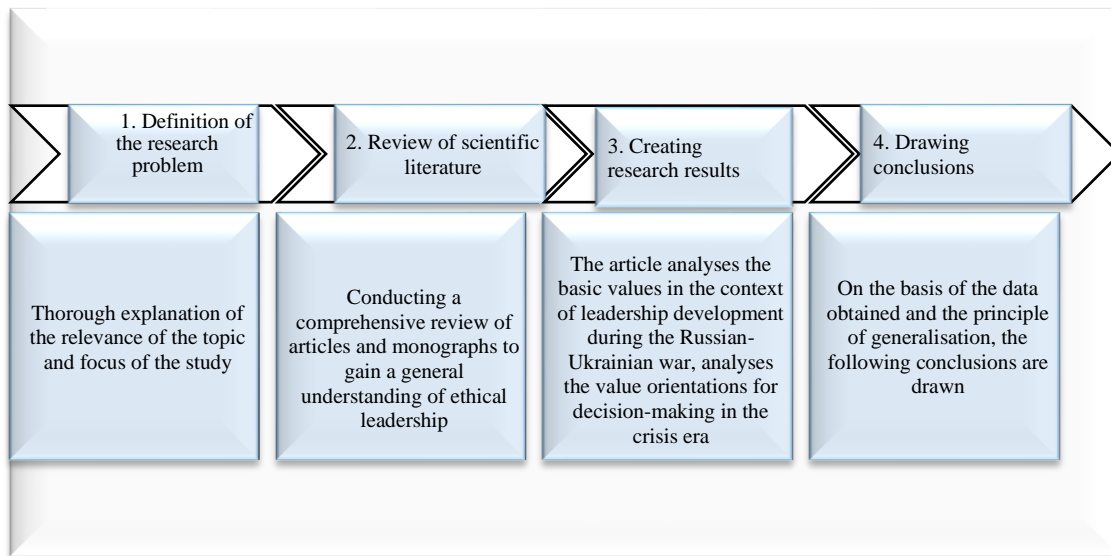 1. Definition of
the research
problem
2. Review of scientific
literature
3. Creating
research results
4. Drawing
conclusions
Thorough explanation of
the relevance of the topic
and focus of the study
Conducting a
comprehensive review of
articles and monographs to
gain a general
understanding of ethical
leadership
The article analyses the
basic values in the context
of leadership development
during the Russian-
Ukrainian war, analyses
the value orientations for
decision-making in the
crisis era
On the basis of the data
obtained and the principle
of generalisation, the
following conclusions are
drawn